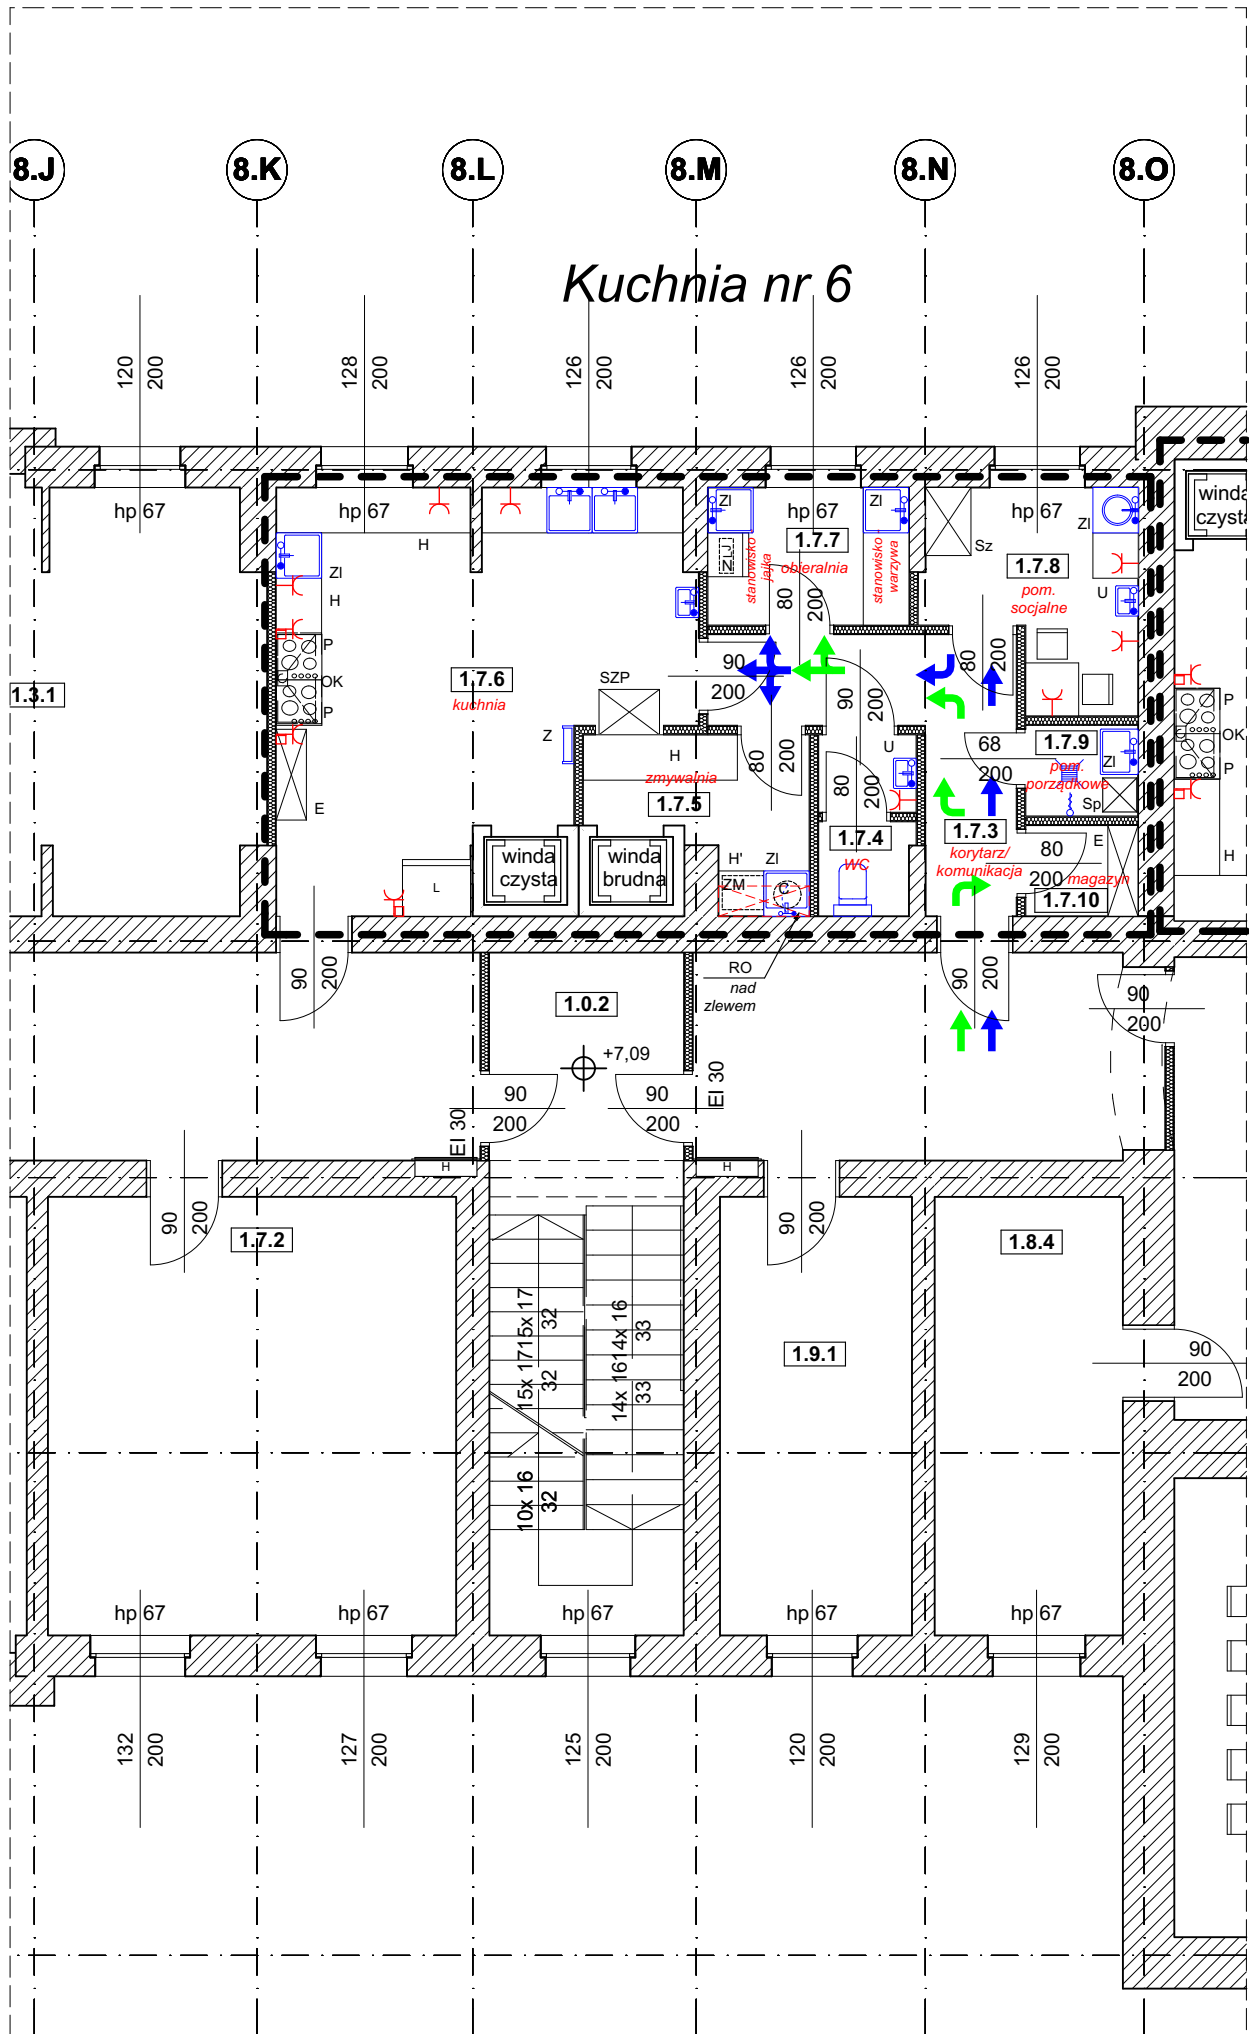 8.J
8.K
8.L
8.M
8.N
8.O
Kuchnia nr 6
120
200
128
200
126
200
126
200
126
200
hp 67
hp 67
hp 67
hp 67
H
Zl
H
P
OK
P
E
L
1.3.1
1.7.6
kuchnia
SZP
Z
H
zmywalnia
1.7.5
winda
czysta
winda
brudna
H'
Zl
ZM
C
RO
nad
zlewem
Zl
Zl
LJ
N
stanowisko
jajka
1.7.7
obieralnia
stanowisko
warzywa
80
200
90
200
80
200
90
200
80
200
U
1.7.4
WC
Sz
Zl
1.7.8
pom.
socjalne
U
80
200
68
200
1.7.9
pom.
porządkowe
Zl
Sp
1.7.3
korytarz/
komunikacja
80
200
E
magazyn
1.7.10
winda
czysta
P
OK
P
H
90
200
90
200
90
200
1.0.2
+7,09
90
200
90
200
EI 30
EI 30
H
H
90
200
1.7.2
90
200
1.8.4
1.9.1
90
200
15x 17
32
15x 17
32
14x 16
33
14x 16
33
10x 16
32
hp 67
hp 67
hp 67
hp 67
hp 67
132
200
127
200
125
200
120
200
129
200